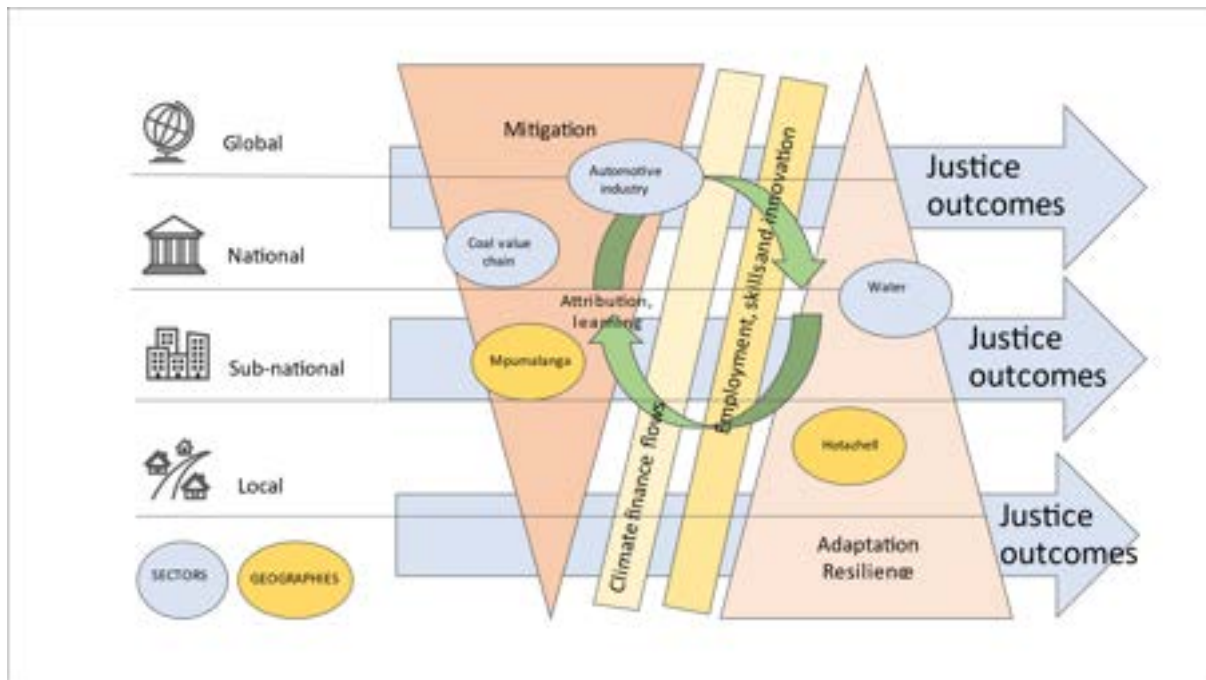 Global
Mitigation
Automotive
industry
Justice
outcomes
National
Coal value
chain
Water
Attribution,
learning
Sub-national
Mpumalanga
Justice
outcomes
Climate finance flows
Employment, skills and innovation
Hotazhell
Local
Justice
outcomes
Adaptation
Resilience
SECTORS
GEOGRAPHIES